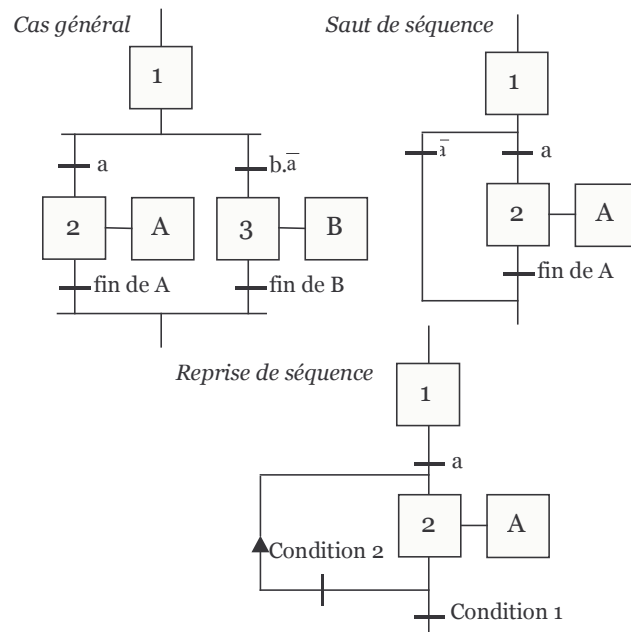 Cas général
1
a
b.a̅
2
A
3
B
fin de A
fin de B
Saut de séquence
1
a̅
a
2
A
fin de A
Reprise de séquence
1
a
2
A
Condition 2
Condition 1